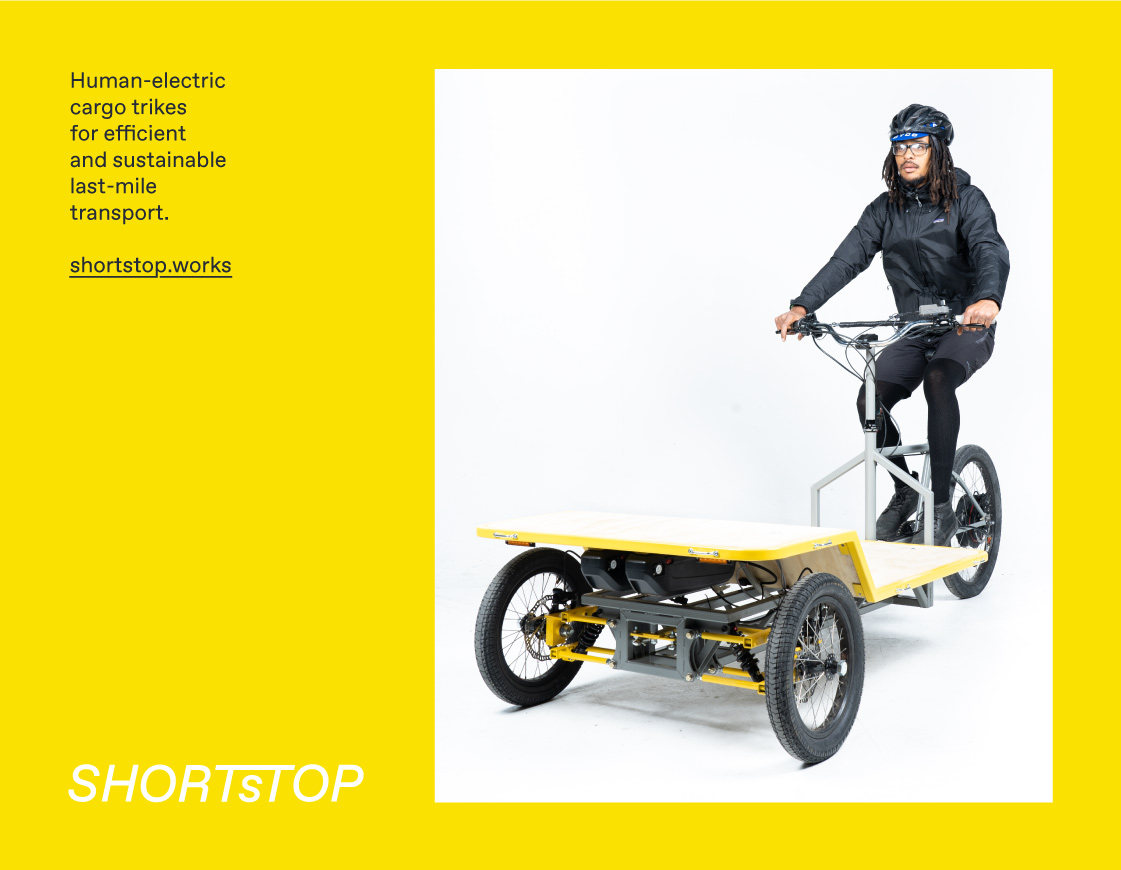 Human-electric
cargo trikes
for efficient
and sustainable
last-mile
transport.
shortstop.works
SHORTsTOP